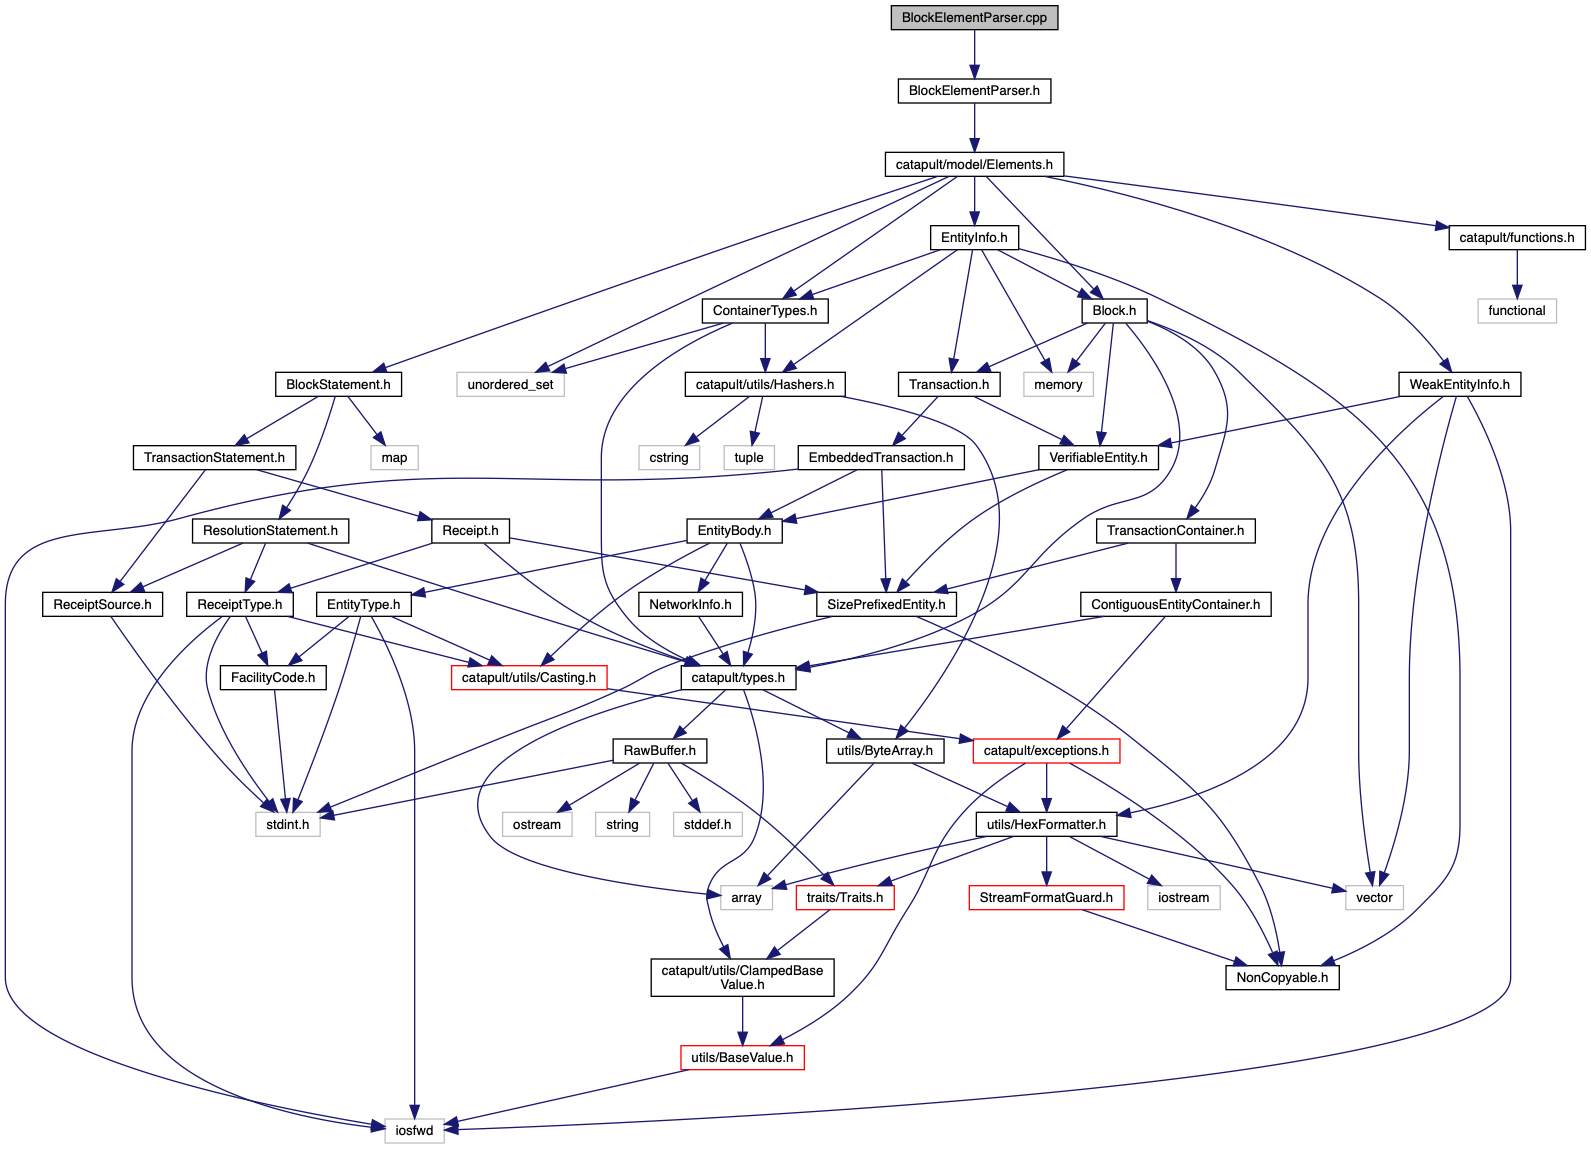 BlockElementParser.cpp
BlockElementParser.h
catapult/model/Elements.h
EntityInfo.h
catapult/functions.h
ContainerTypes.h
Block.h
functional
BlockStatement.h
unordered_set
catapult/utils/Hashers.h
Transaction.h
memory
WeakEntityInfo.h
TransactionStatement.h
map
cstring
tuple
EmbeddedTransaction.h
VerifiableEntity.h
ResolutionStatement.h
Receipt.h
EntityBody.h
TransactionContainer.h
ReceiptSource.h
ReceiptType.h
EntityType.h
NetworkInfo.h
SizePrefixedEntity.h
ContiguousEntityContainer.h
FacilityCode.h
catapult/utils/Casting.h
catapult/types.h
RawBuffer.h
utils/ByteArray.h
catapult/exceptions.h
stdint.h
ostream
string
stddef.h
utils/HexFormatter.h
array
traits/Traits.h
StreamFormatGuard.h
iostream
vector
catapult/utils/ClampedBase
Value.h
NonCopyable.h
utils/BaseValue.h
iosfwd